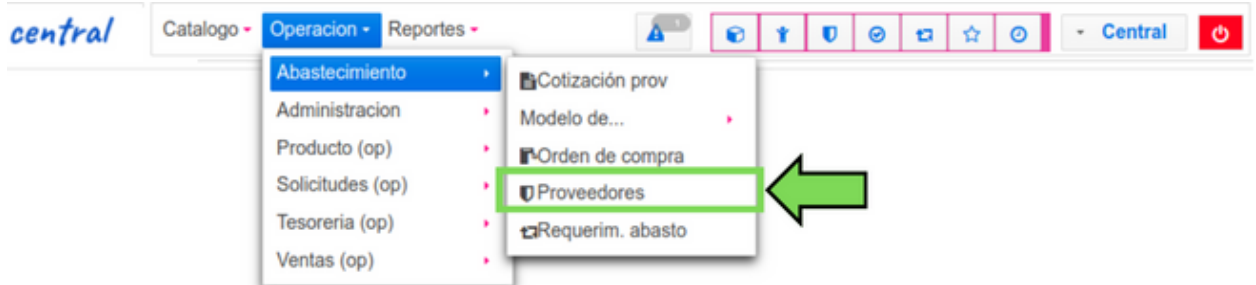 central Catalogo Operacion Reportes 1 Central
Abastecimiento
Administracion
Producto (op)
Solicitudes (op)
Tesoreria (op)
Ventas (op)
Cotización prov
Modelo de...
Orden de compra
Proveedores
Requerim. abasto